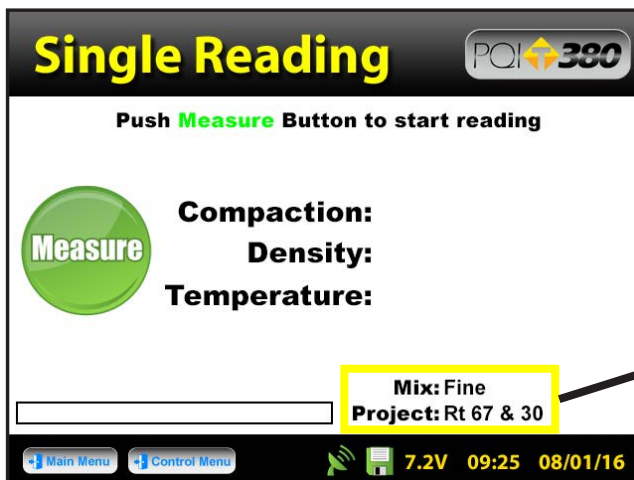 Single Reading
PQI T 380
Push Measure Button to start reading
Measure
Compaction:
Density:
Temperature:
Mix: Fine
Project: Rt 67 & 30
Main Menu
Control Menu
7.2V 09:25 08/01/16